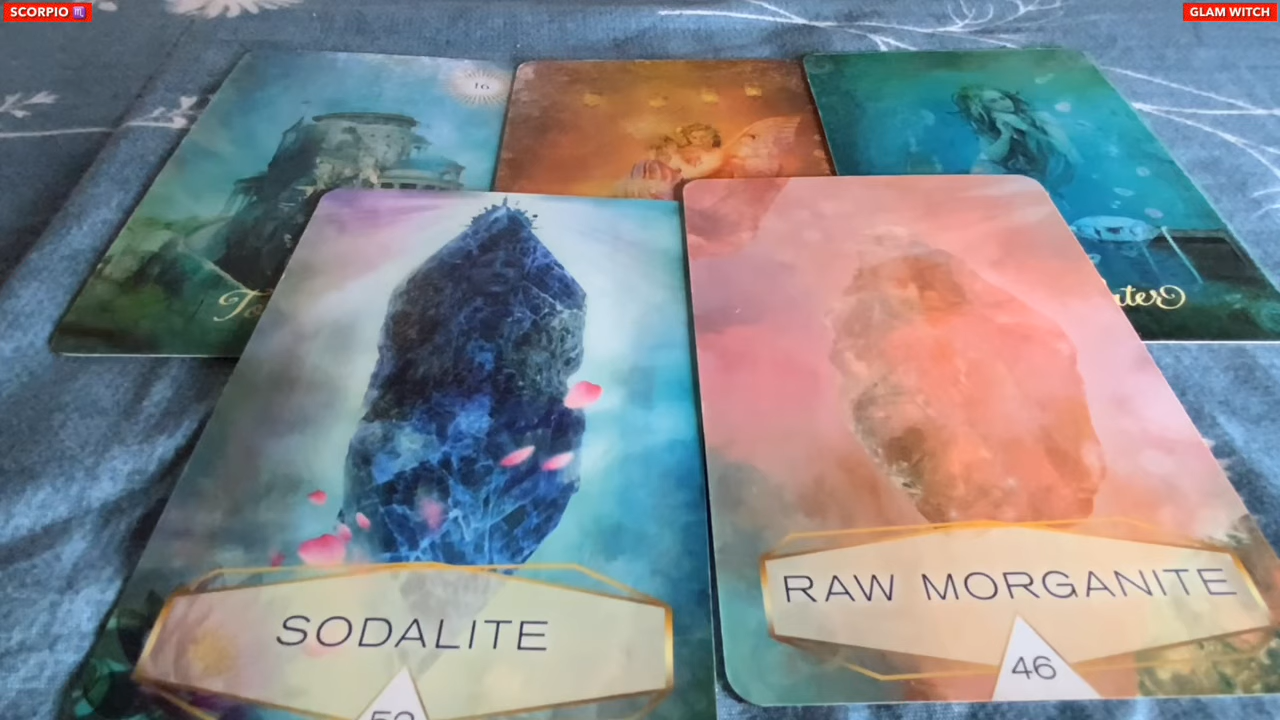 SCORPIO ♏
GLAM WITCH
16
SODALITE
RAW MORGANITE
46